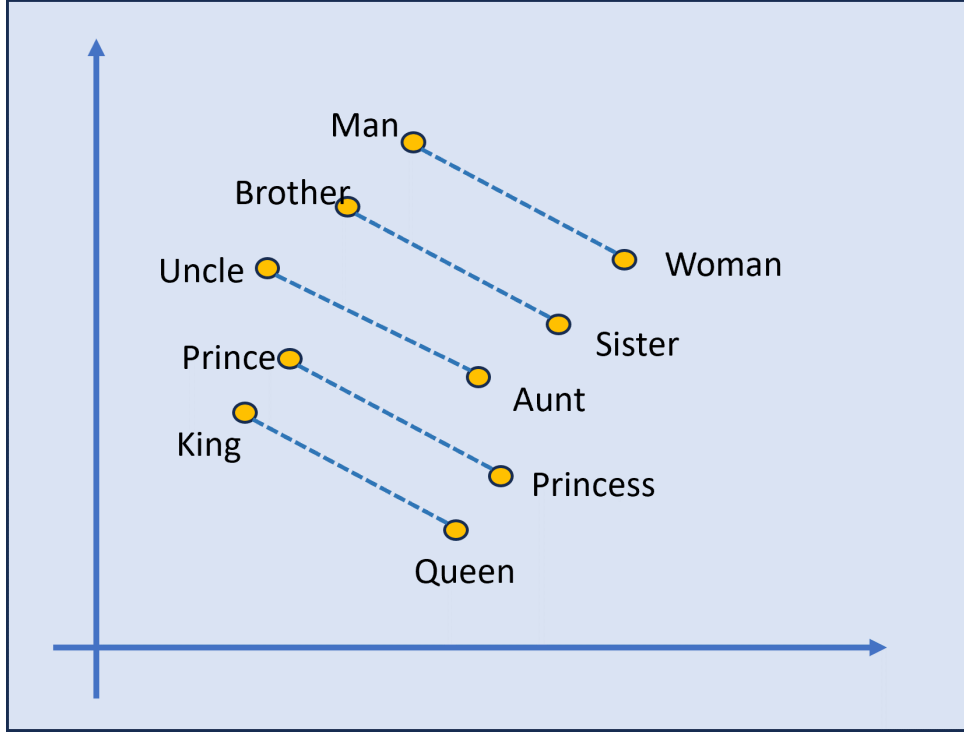 Man
Brother
Uncle
Woman
Sister
Prince
Aunt
King
Princess
Queen